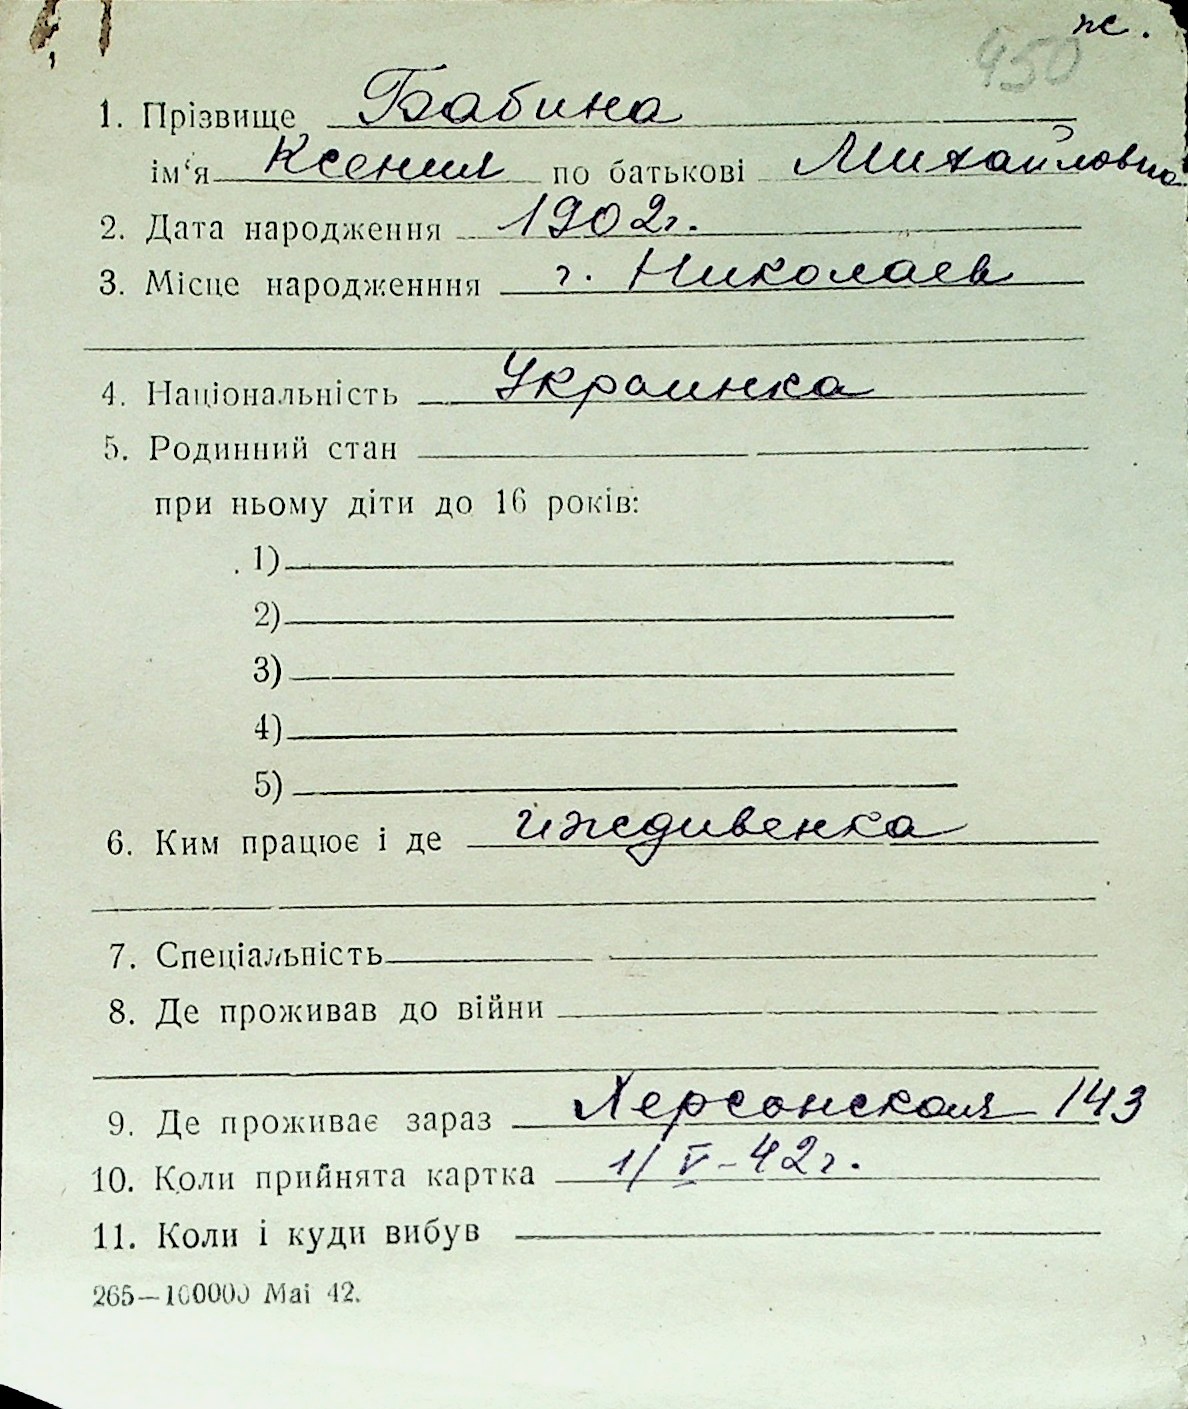 ж.
450
1. Прізвище Бабина
ім‘я Ксения по батькові Михайловна
2. Дата народження 1902г.
3. Місце народженння г. Николаев
4. Національність Украинка
5. Родинний стан
при ньому діти до 16 років:
1)
2)
3)
4)
5)
6. Ким працює і де иждивенка
7. Спеціальність
8. Де проживав до війни
9. Де проживає зараз Херсонская 143
10. Коли прийнята картка 1/V-42г.
11. Коли і куди вибув
265—100000 Mai 42.